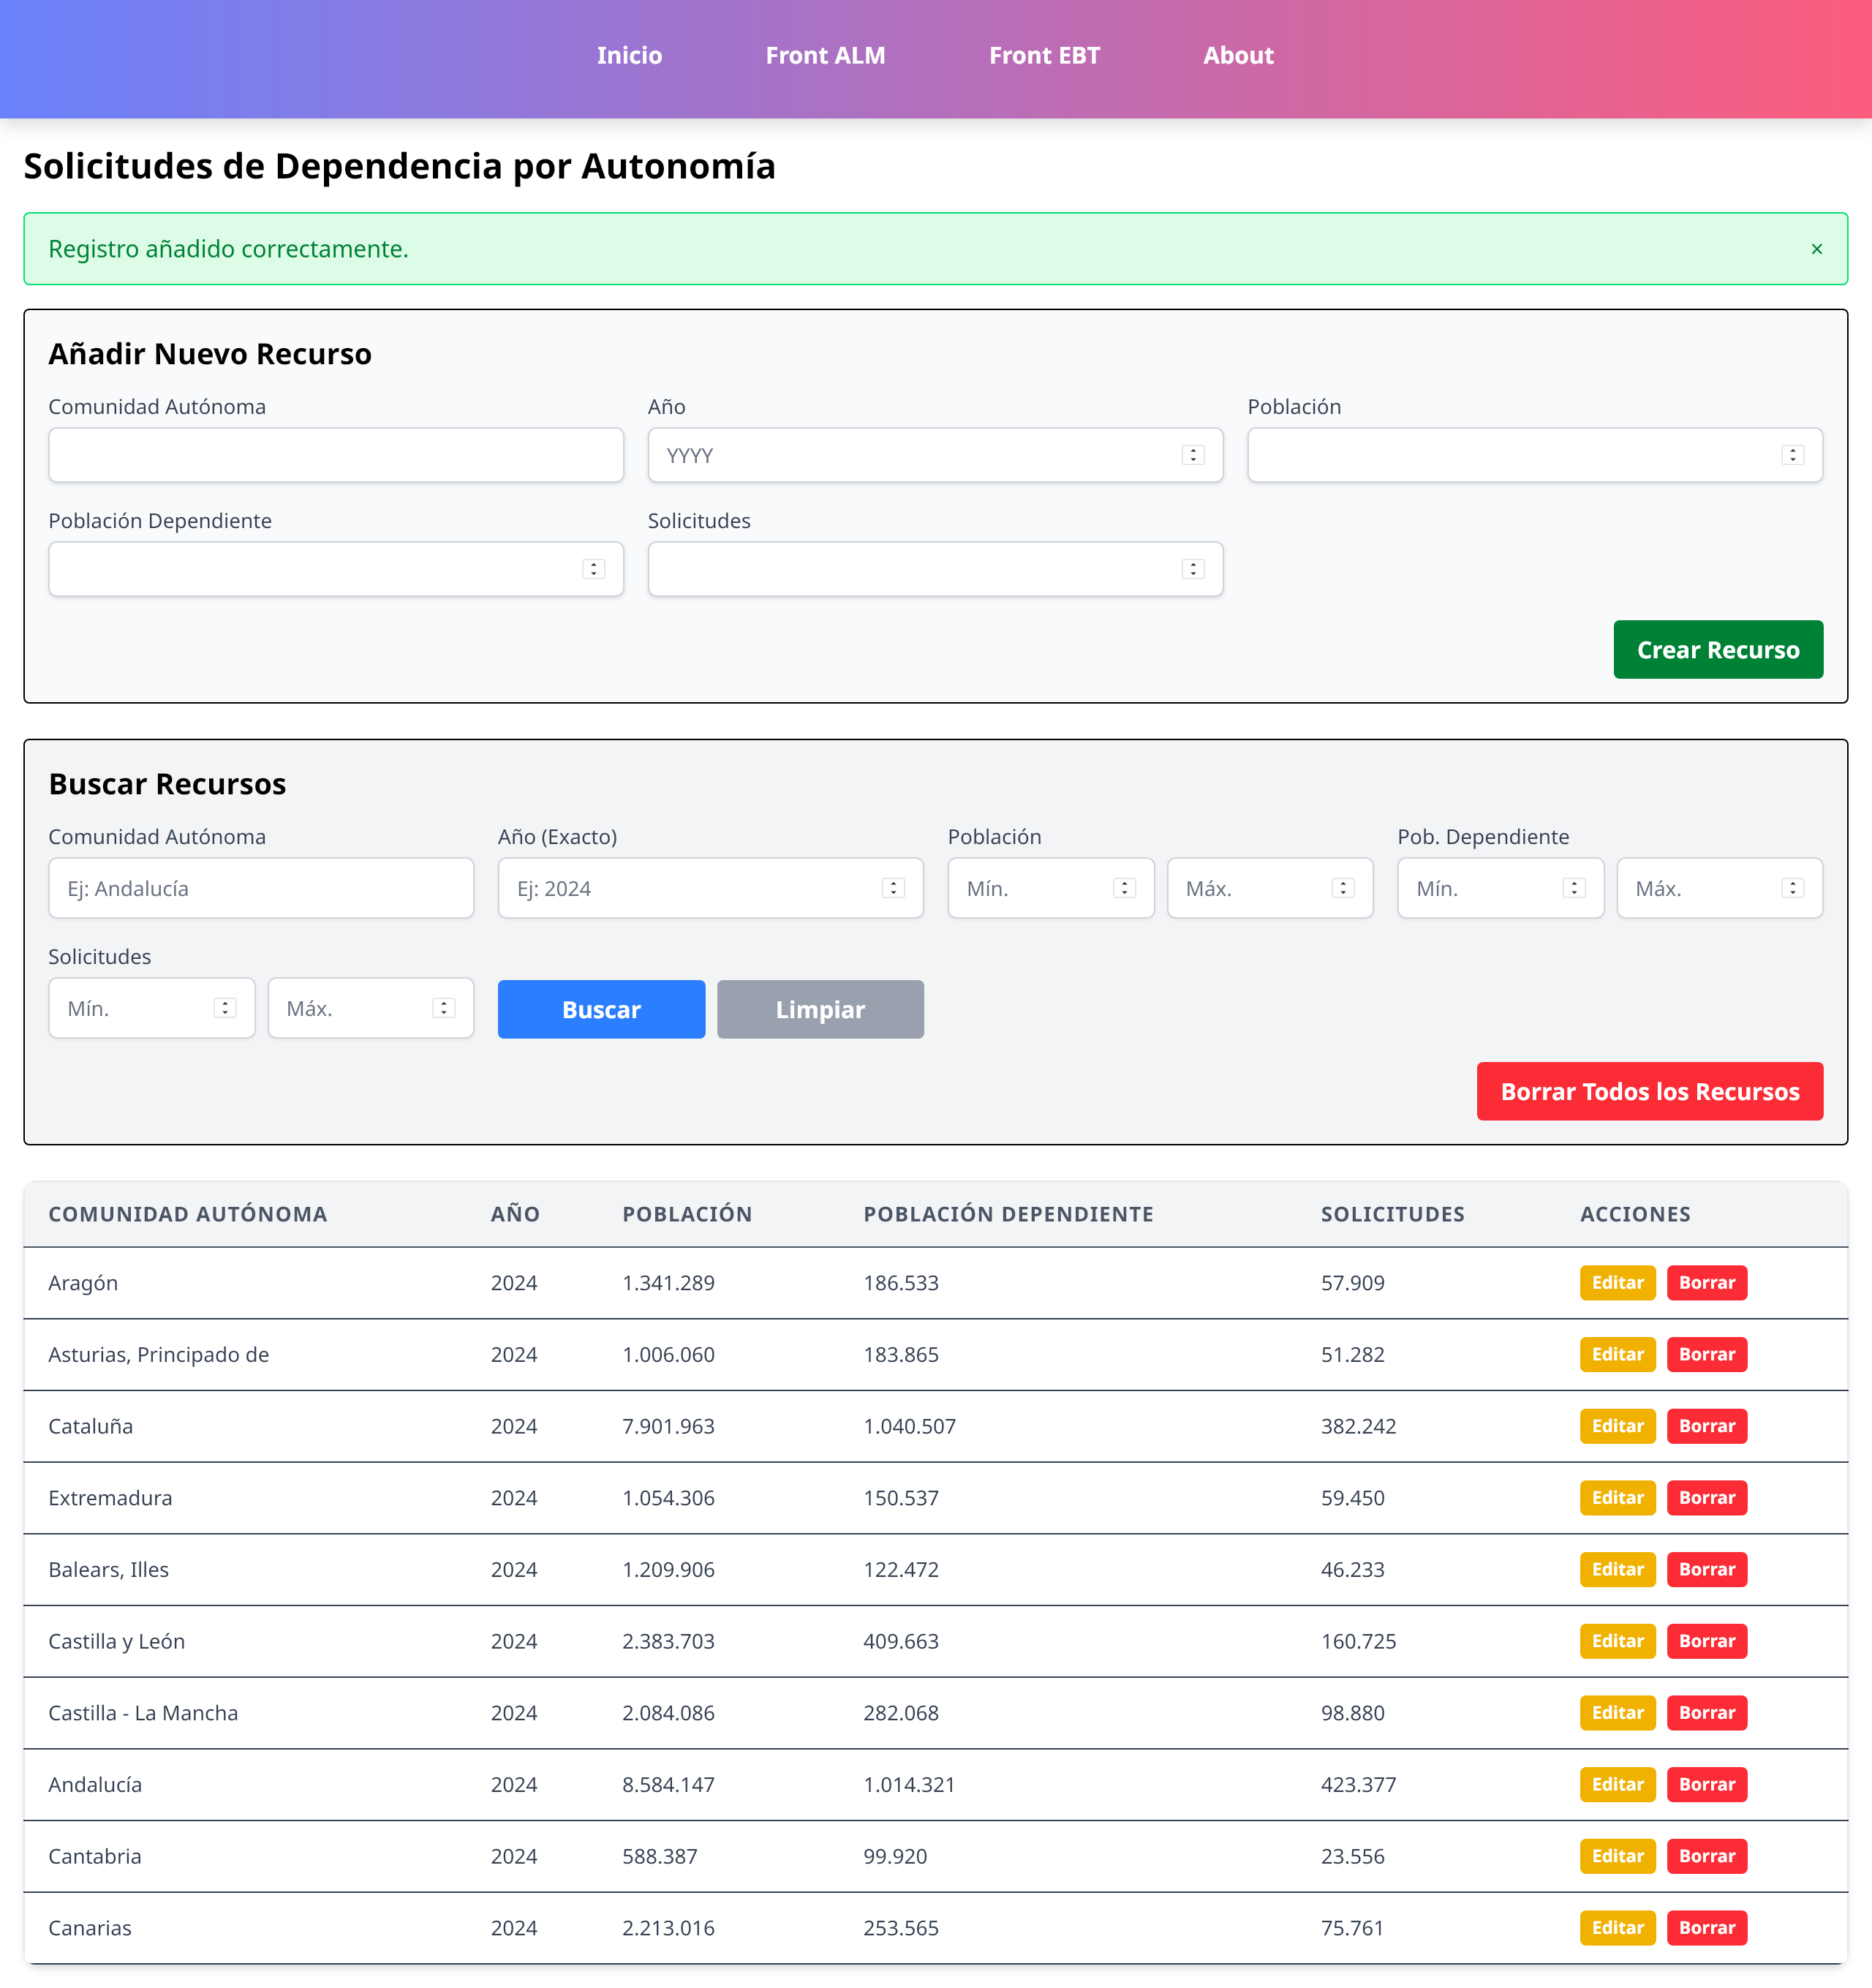 Inicio Front ALM Front EBT About
Solicitudes de Dependencia por Autonomía
Registro añadido correctamente. ×
Añadir Nuevo Recurso
Comunidad Autónoma Año Población
YYYY
Población Dependiente Solicitudes
Crear Recurso
Buscar Recursos
Comunidad Autónoma Año (Exacto) Población Pob. Dependiente
Ej: Andalucía Ej: 2024 Mín. Máx. Mín. Máx.
Solicitudes
Mín. Máx. Buscar Limpiar
Borrar Todos los Recursos
COMUNIDAD AUTÓNOMA AÑO POBLACIÓN POBLACIÓN DEPENDIENTE SOLICITUDES ACCIONES
Aragón 2024 1.341.289 186.533 57.909 Editar Borrar
Asturias, Principado de 2024 1.006.060 183.865 51.282 Editar Borrar
Cataluña 2024 7.901.963 1.040.507 382.242 Editar Borrar
Extremadura 2024 1.054.306 150.537 59.450 Editar Borrar
Balears, Illes 2024 1.209.906 122.472 46.233 Editar Borrar
Castilla y León 2024 2.383.703 409.663 160.725 Editar Borrar
Castilla - La Mancha 2024 2.084.086 282.068 98.880 Editar Borrar
Andalucía 2024 8.584.147 1.014.321 423.377 Editar Borrar
Cantabria 2024 588.387 99.920 23.556 Editar Borrar
Canarias 2024 2.213.016 253.565 75.761 Editar Borrar